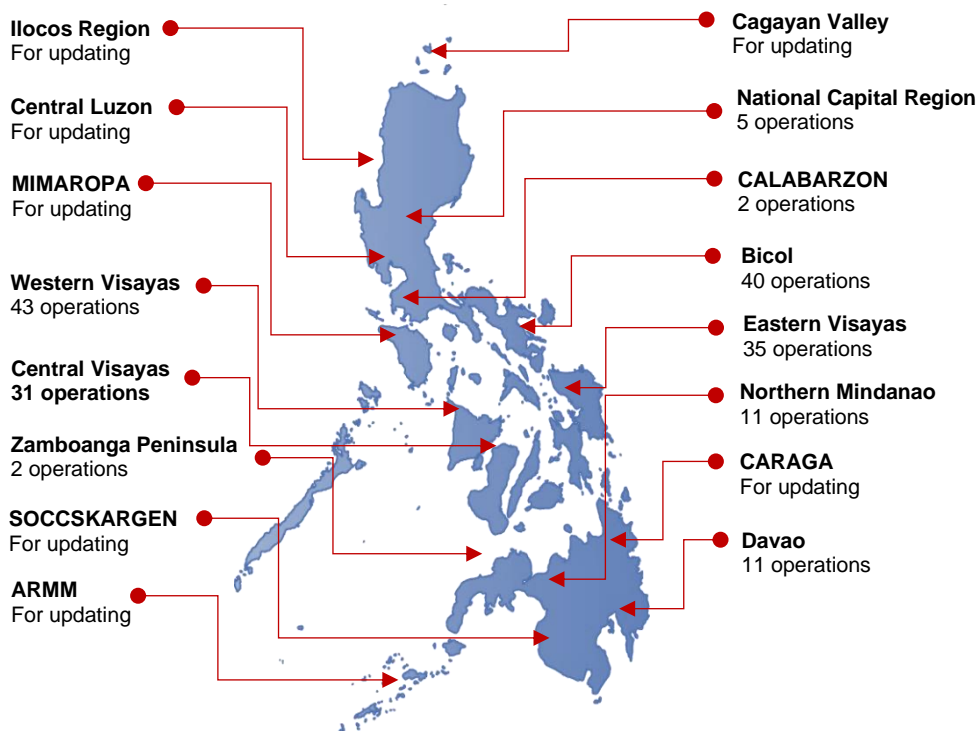 Ilocos Region
For updating
Central Luzon
For updating
MIMAROPA
For updating
Western Visayas
43 operations
Central Visayas
31 operations
Zamboanga Peninsula
2 operations
SOCCSKARGEN
For updating
ARMM
For updating
Cagayan Valley
For updating
National Capital Region
5 operations
CALABARZON
2 operations
Bicol
40 operations
Eastern Visayas
35 operations
Northern Mindanao
11 operations
CARAGA
For updating
Davao
11 operations